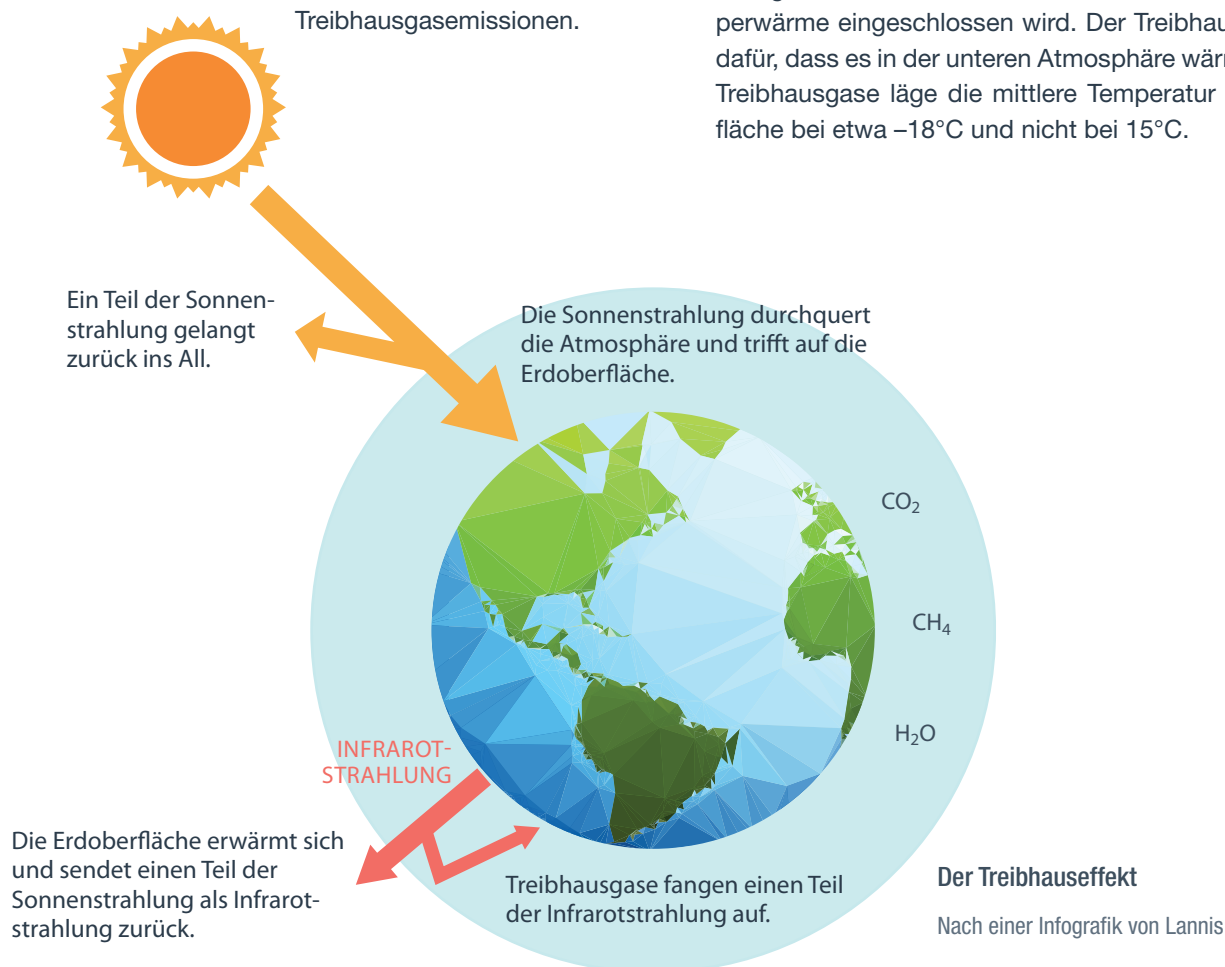 Treibhausgasemissionen.
perwärme eingeschlossen wird. Der Treibhau
dafür, dass es in der unteren Atmosphäre wärm
Treibhausgase läge die mittlere Temperatur
fläche bei etwa –18°C und nicht bei 15°C.
Ein Teil der Sonnen-
strahlung gelangt
zurück ins All.
Die Sonnenstrahlung durchquert
die Atmosphäre und trifft auf die
Erdoberfläche.
CO₂
CH₄
H₂O
INFRAROT-
STRAHLUNG
Die Erdoberfläche erwärmt sich
und sendet einen Teil der
Sonnenstrahlung als Infrarot-
strahlung zurück.
Treibhausgase fangen einen Teil
der Infrarotstrahlung auf.
Der Treibhauseffekt
Nach einer Infografik von Lannis